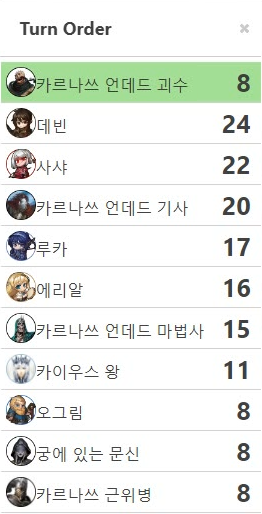 Turn Order ×
카르나쓰 언데드 괴수 8
데빈 24
사샤 22
카르나쓰 언데드 기사 20
루카 17
에리얄 16
카르나쓰 언데드 마법사 15
카이우스 왕 11
오그림 8
궁에 있는 문신 8
카르나쓰 근위병 8